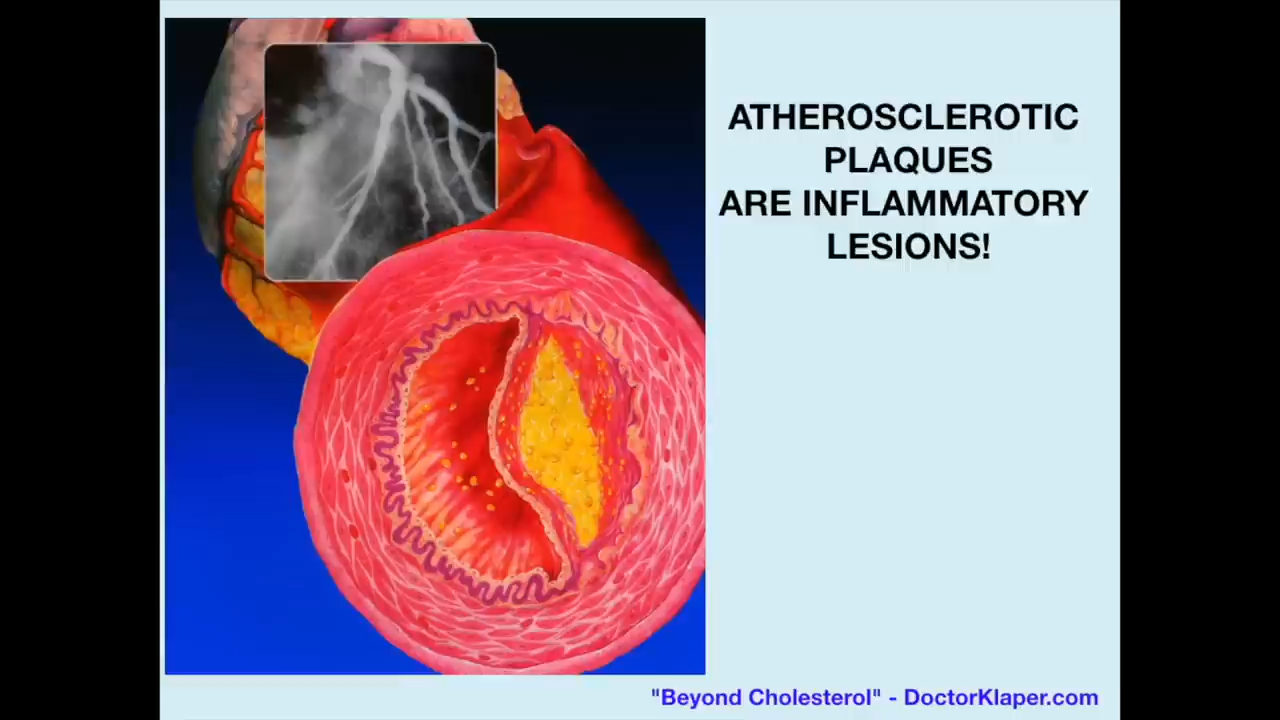 ATHEROSCLEROTIC
PLAQUES
ARE INFLAMMATORY
LESIONS!
"Beyond Cholesterol" - DoctorKlaper.com